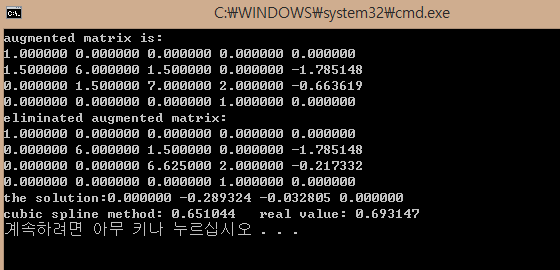 C:₩WINDOWS₩system32₩cmd.exe
augmented matrix is:
1.000000 0.000000 0.000000 0.000000 0.000000
1.500000 6.000000 1.500000 0.000000 -1.785148
0.000000 1.500000 7.000000 2.000000 -0.663619
0.000000 0.000000 0.000000 1.000000 0.000000
eliminated augmented matrix:
1.000000 0.000000 0.000000 0.000000 0.000000
0.000000 6.000000 1.500000 0.000000 -1.785148
0.000000 0.000000 6.625000 2.000000 -0.217332
0.000000 0.000000 0.000000 1.000000 0.000000
the solution:0.000000 -0.289324 -0.032805 0.000000
cubic spline method: 0.651044 real value: 0.693147
계속하려면 아무 키나 누르십시오 . . .